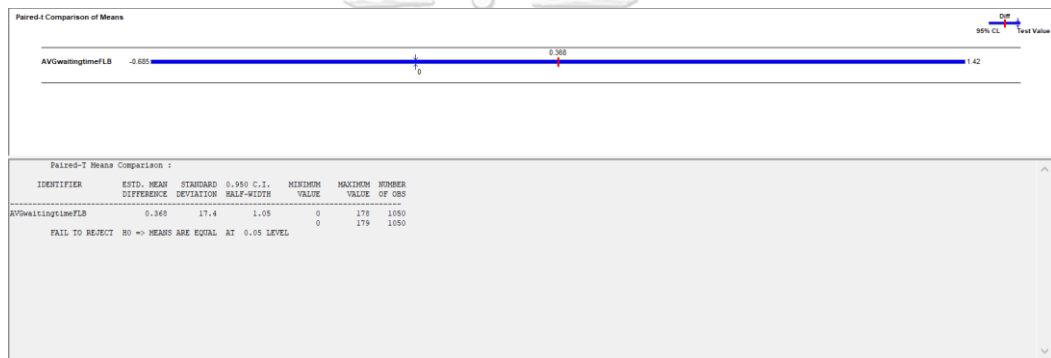 Paired-t Comparison of Means
Diff
95% CL Test Value
0.368
AVGwaitingtimeFLB -0.685 1.42
0
Paired-T Means Comparison :
IDENTIFIER ESTD. MEAN STANDARD 0.950 C.I. MINIMUM MAXIMUM NUMBER
DIFFERENCE DEVIATION HALF-WIDTH VALUE VALUE OF OBS
AVGwaitingtimeFLB 0.368 17.4 1.05 0 178 1050
0 179 1050
FAIL TO REJECT H0 => MEANS ARE EQUAL AT 0.05 LEVEL